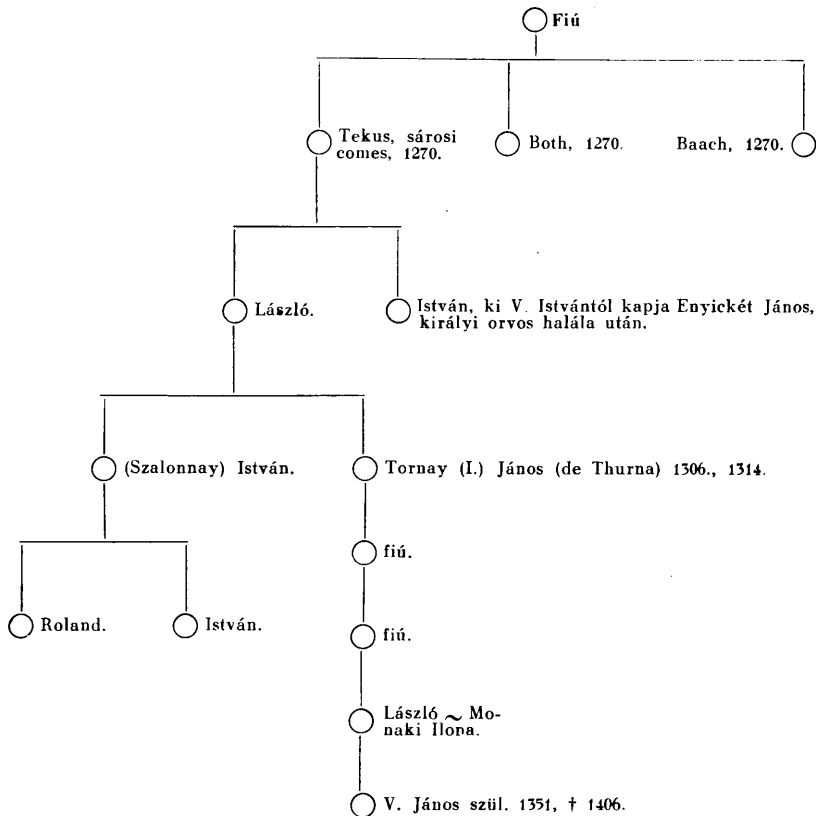 Fiú
Tekus, sárosi
comes, 1270.
Both, 1270.
Baach, 1270.
László.
István, ki V. Istvántól kapja Enyickét János,
királyi orvos halála után.
(Szalonnay) István.
Tornay (I.) János (de Thurna) 1306., 1314.
fiú.
Roland.
István.
fiú.
László ~ Mo-
naki Ilona.
V. János szül. 1351, † 1406.